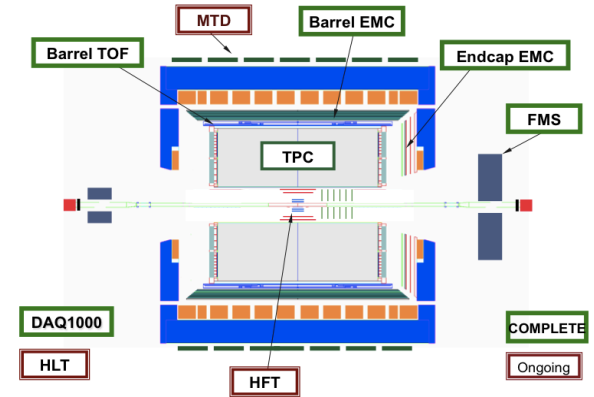 MTD
Barrel EMC
Barrel TOF
Endcap EMC
FMS
TPC
DAQ1000
COMPLETE
HLT
Ongoing
HFT